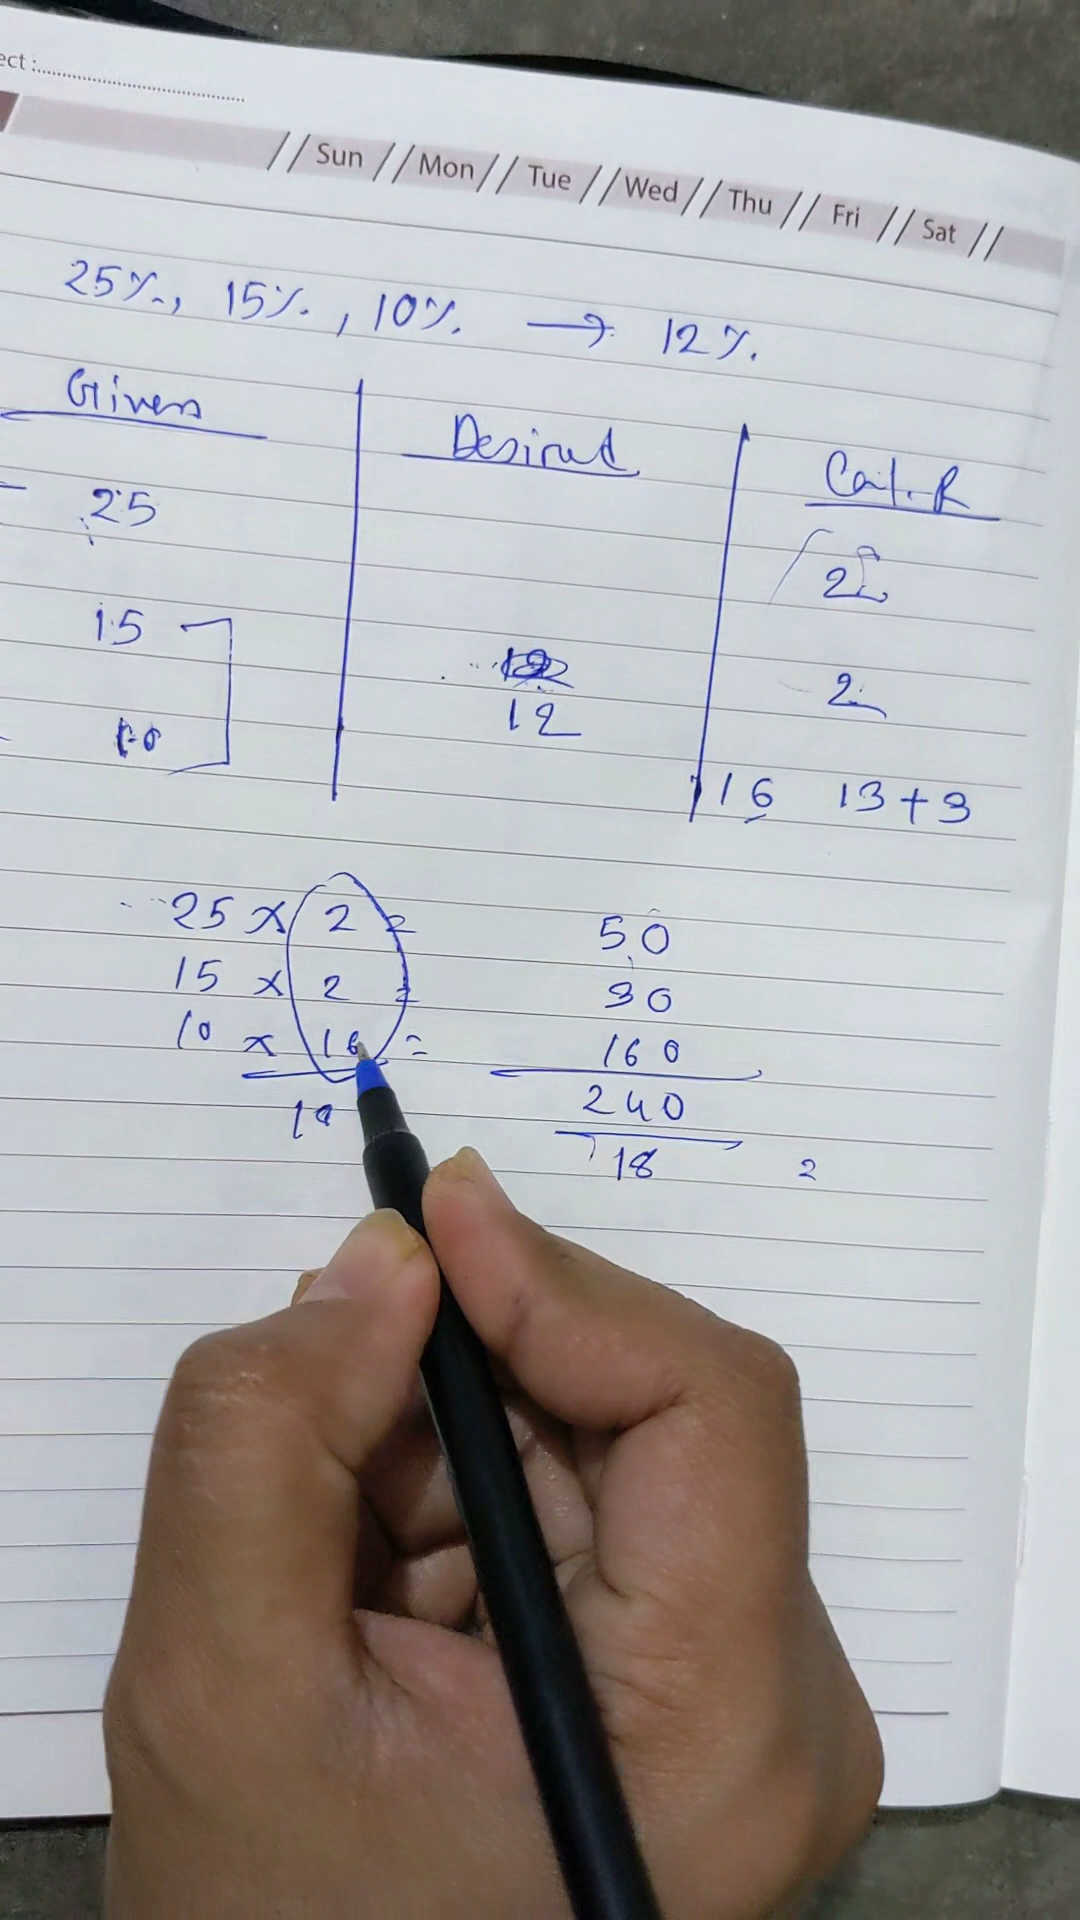 ect :
// Sun // Mon // Tue // Wed // Thu // Fri // Sat //
25%., 15%., 10%. → 12%.
Given Desired Cal. R
25 2
15 2
12
10 16 13+3
25 x 2 = 50
15 x 2 = 30
10 x 16 = 160
240
18